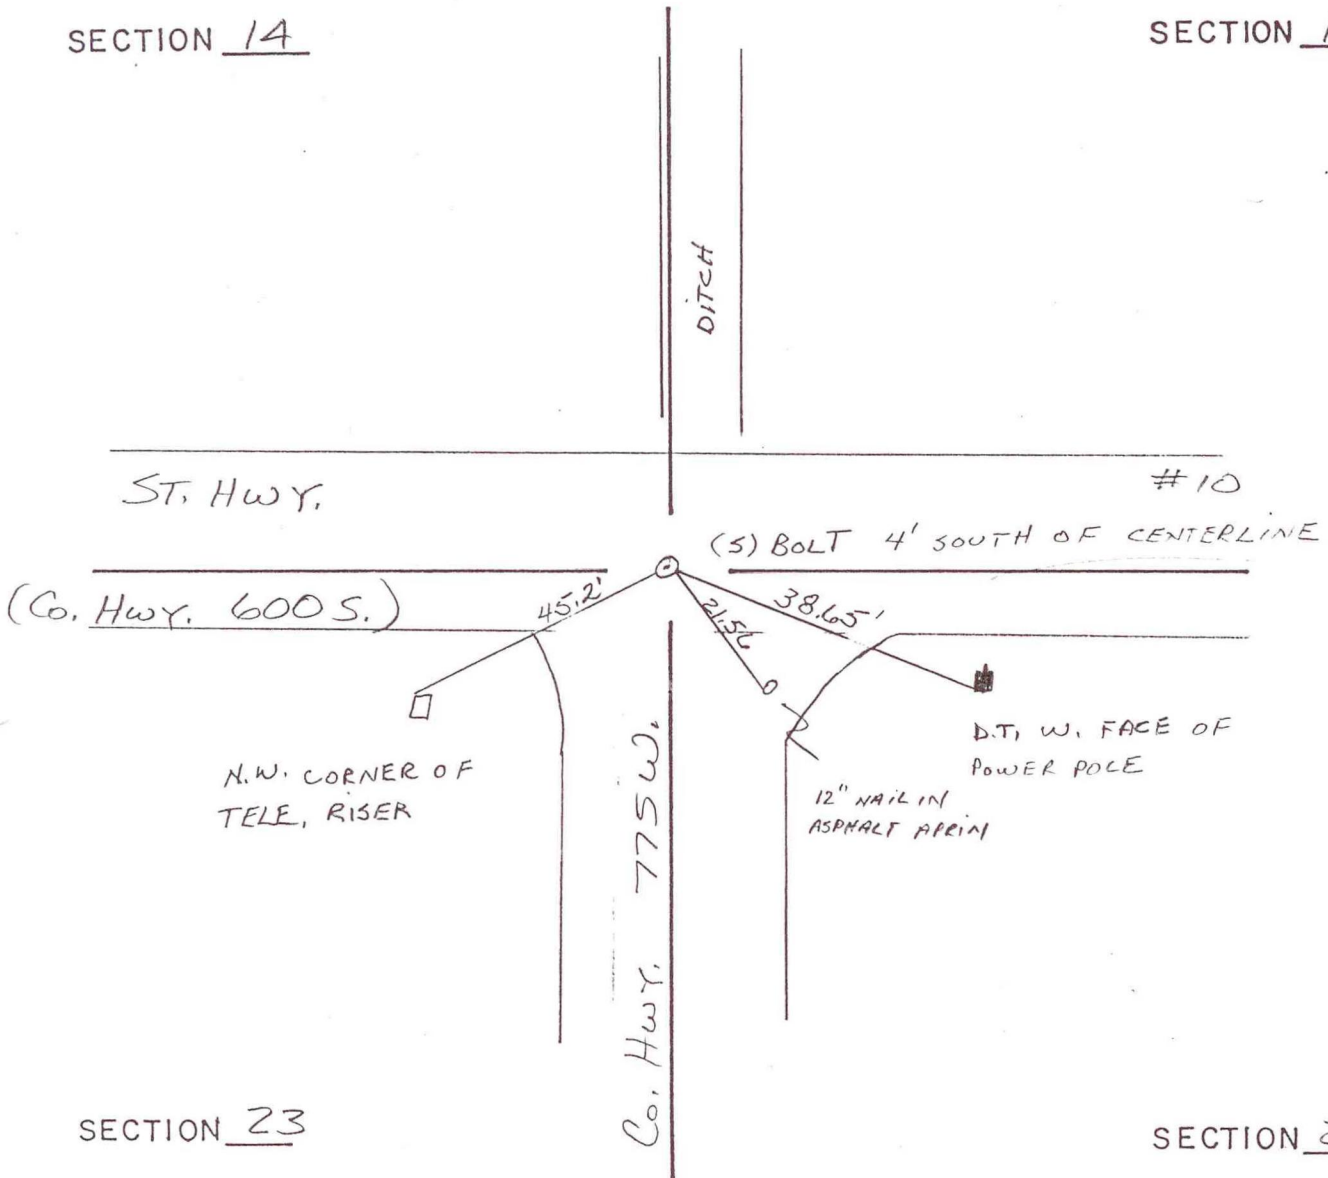 SECTION 14
SECTION
DITCH
ST. HWY.
#10
(S) BOLT 4' SOUTH OF CENTERLINE
(Co. Hwy. 600 S.)
45.2'
21.56
38.65'
N.W. CORNER OF
TELE, RISER
D.T, W. FACE OF
POWER POLE
12" NAIL IN
ASPHALT APRIN
Co. Hwy. 775 W.
SECTION 23
SECTION